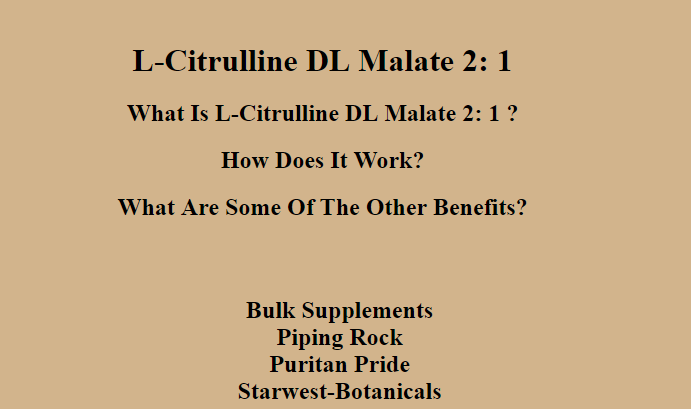 L-Citrulline DL Malate 2: 1
What Is L-Citrulline DL Malate 2: 1 ?
How Does It Work?
What Are Some Of The Other Benefits?
Bulk Supplements
Piping Rock
Puritan Pride
Starwest-Botanicals